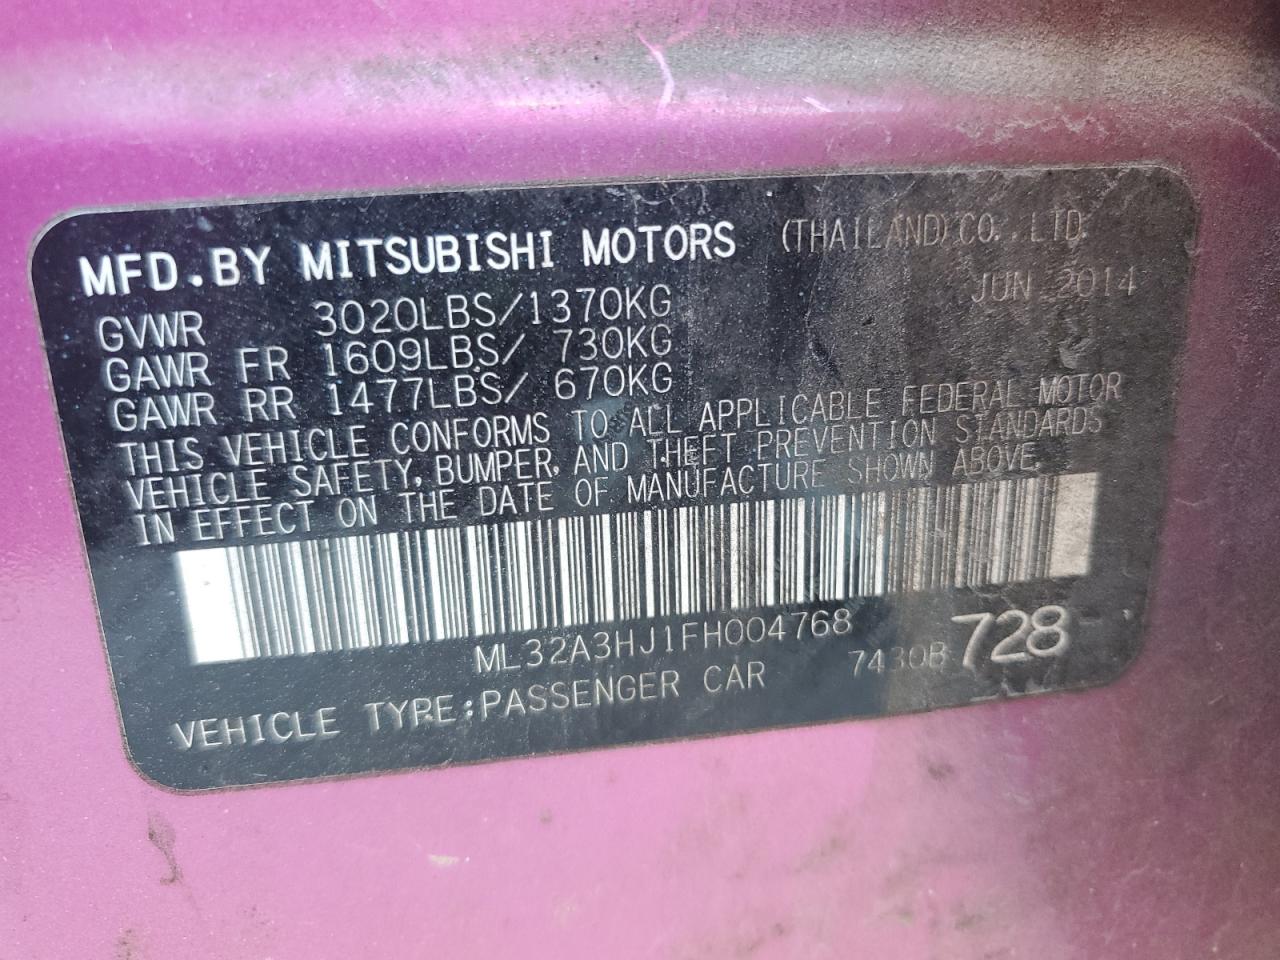 MFD.BY MITSUBISHI MOTORS (THAILAND) CO.,LTD.
JUN 2014
GVWR 3020LBS/1370KG
GAWR FR 1609LBS/ 730KG
GAWR RR 1477LBS/ 670KG
THIS VEHICLE CONFORMS TO ALL APPLICABLE FEDERAL MOTOR
VEHICLE SAFETY, BUMPER, AND THEFT PREVENTION STANDARDS
IN EFFECT ON THE DATE OF MANUFACTURE SHOWN ABOVE.
ML32A3HJ1FH004768
7430B 728
VEHICLE TYPE:PASSENGER CAR